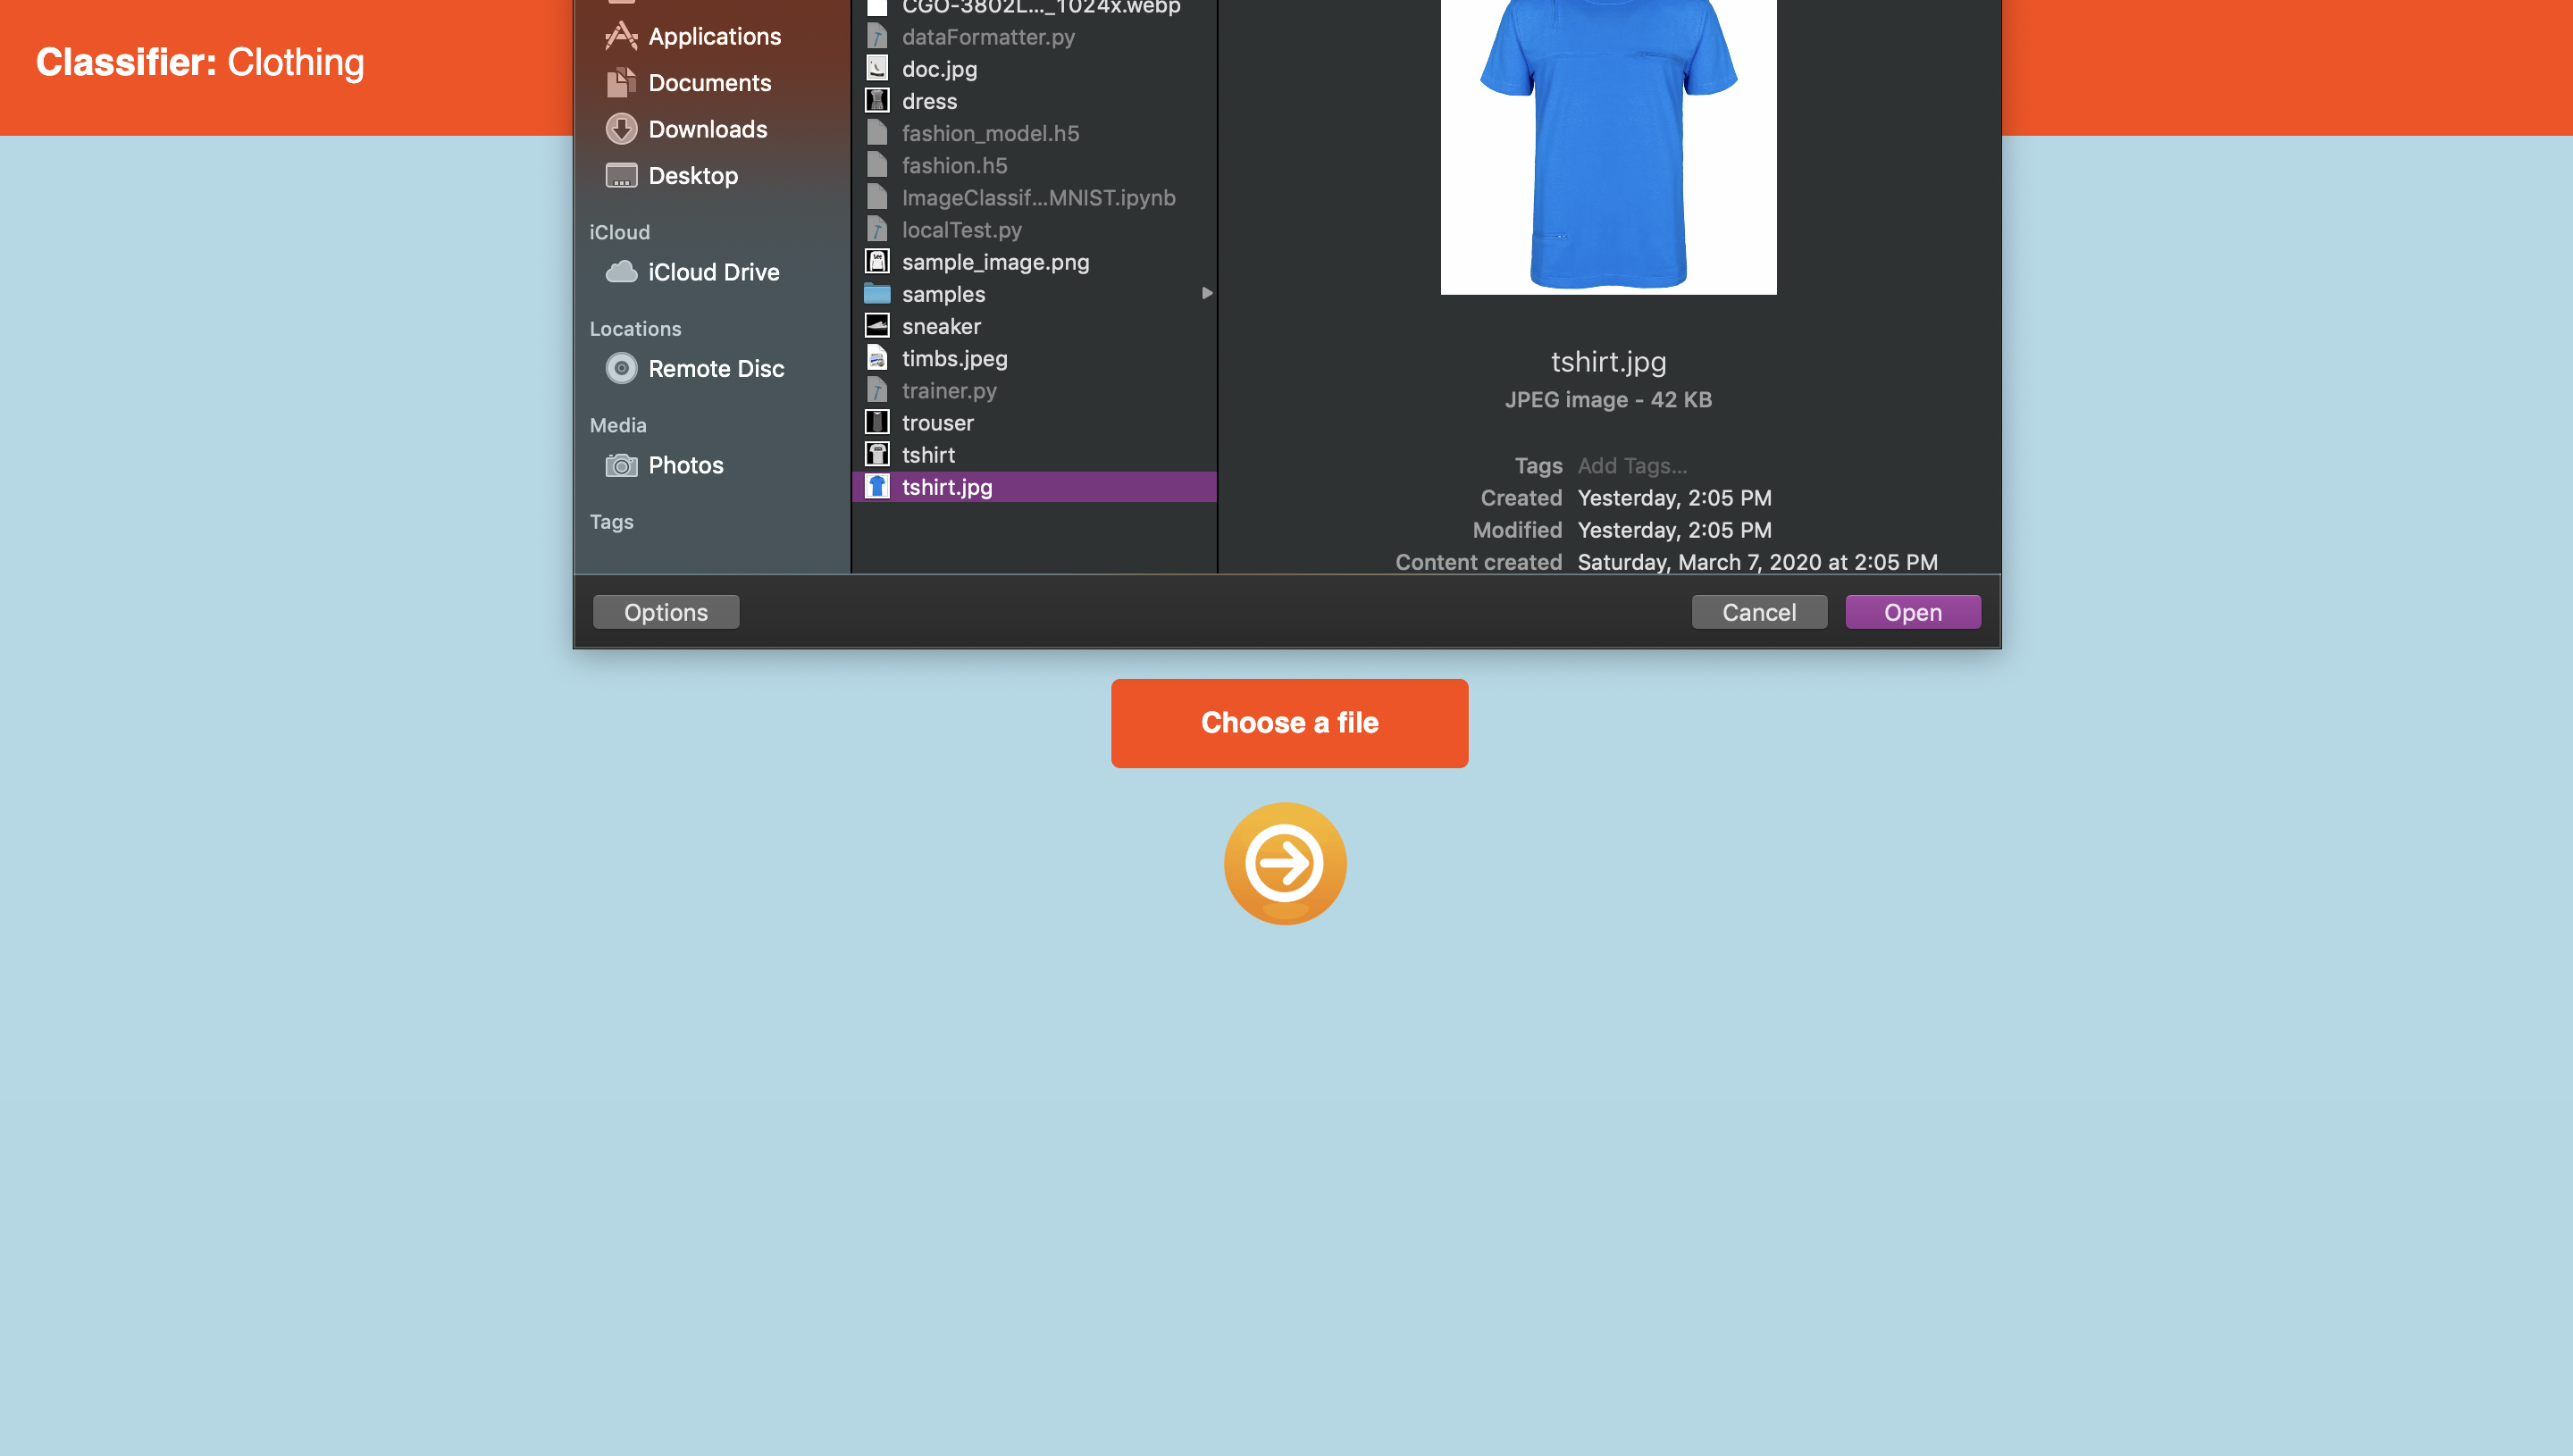 Classifier: Clothing
Applications
Documents
Downloads
Desktop
iCloud
iCloud Drive
Locations
Remote Disc
Media
Photos
Tags
CGO-3802L..._1024x.webp
dataFormatter.py
doc.jpg
dress
fashion_model.h5
fashion.h5
ImageClassif...MNIST.ipynb
localTest.py
sample_image.png
samples
sneaker
timbs.jpeg
trainer.py
trouser
tshirt
tshirt.jpg
tshirt.jpg
JPEG image - 42 KB
Tags Add Tags...
Created Yesterday, 2:05 PM
Modified Yesterday, 2:05 PM
Content created Saturday, March 7, 2020 at 2:05 PM
Options
Cancel
Open
Choose a file